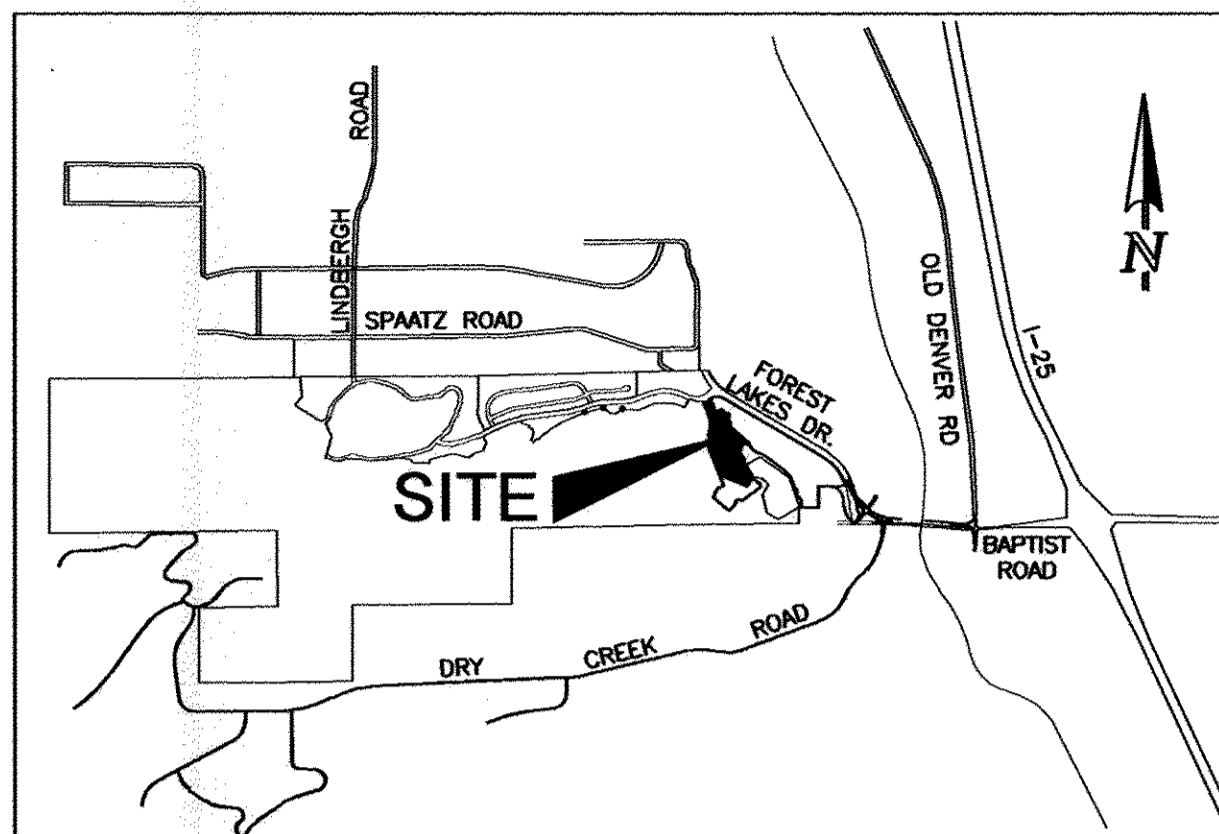 ROAD
LINDBERGH
SPAATZ ROAD
FOREST
LAKES DR.
OLD DENVER RD
I-25
N
SITE
BAPTIST
ROAD
DRY CREEK ROAD